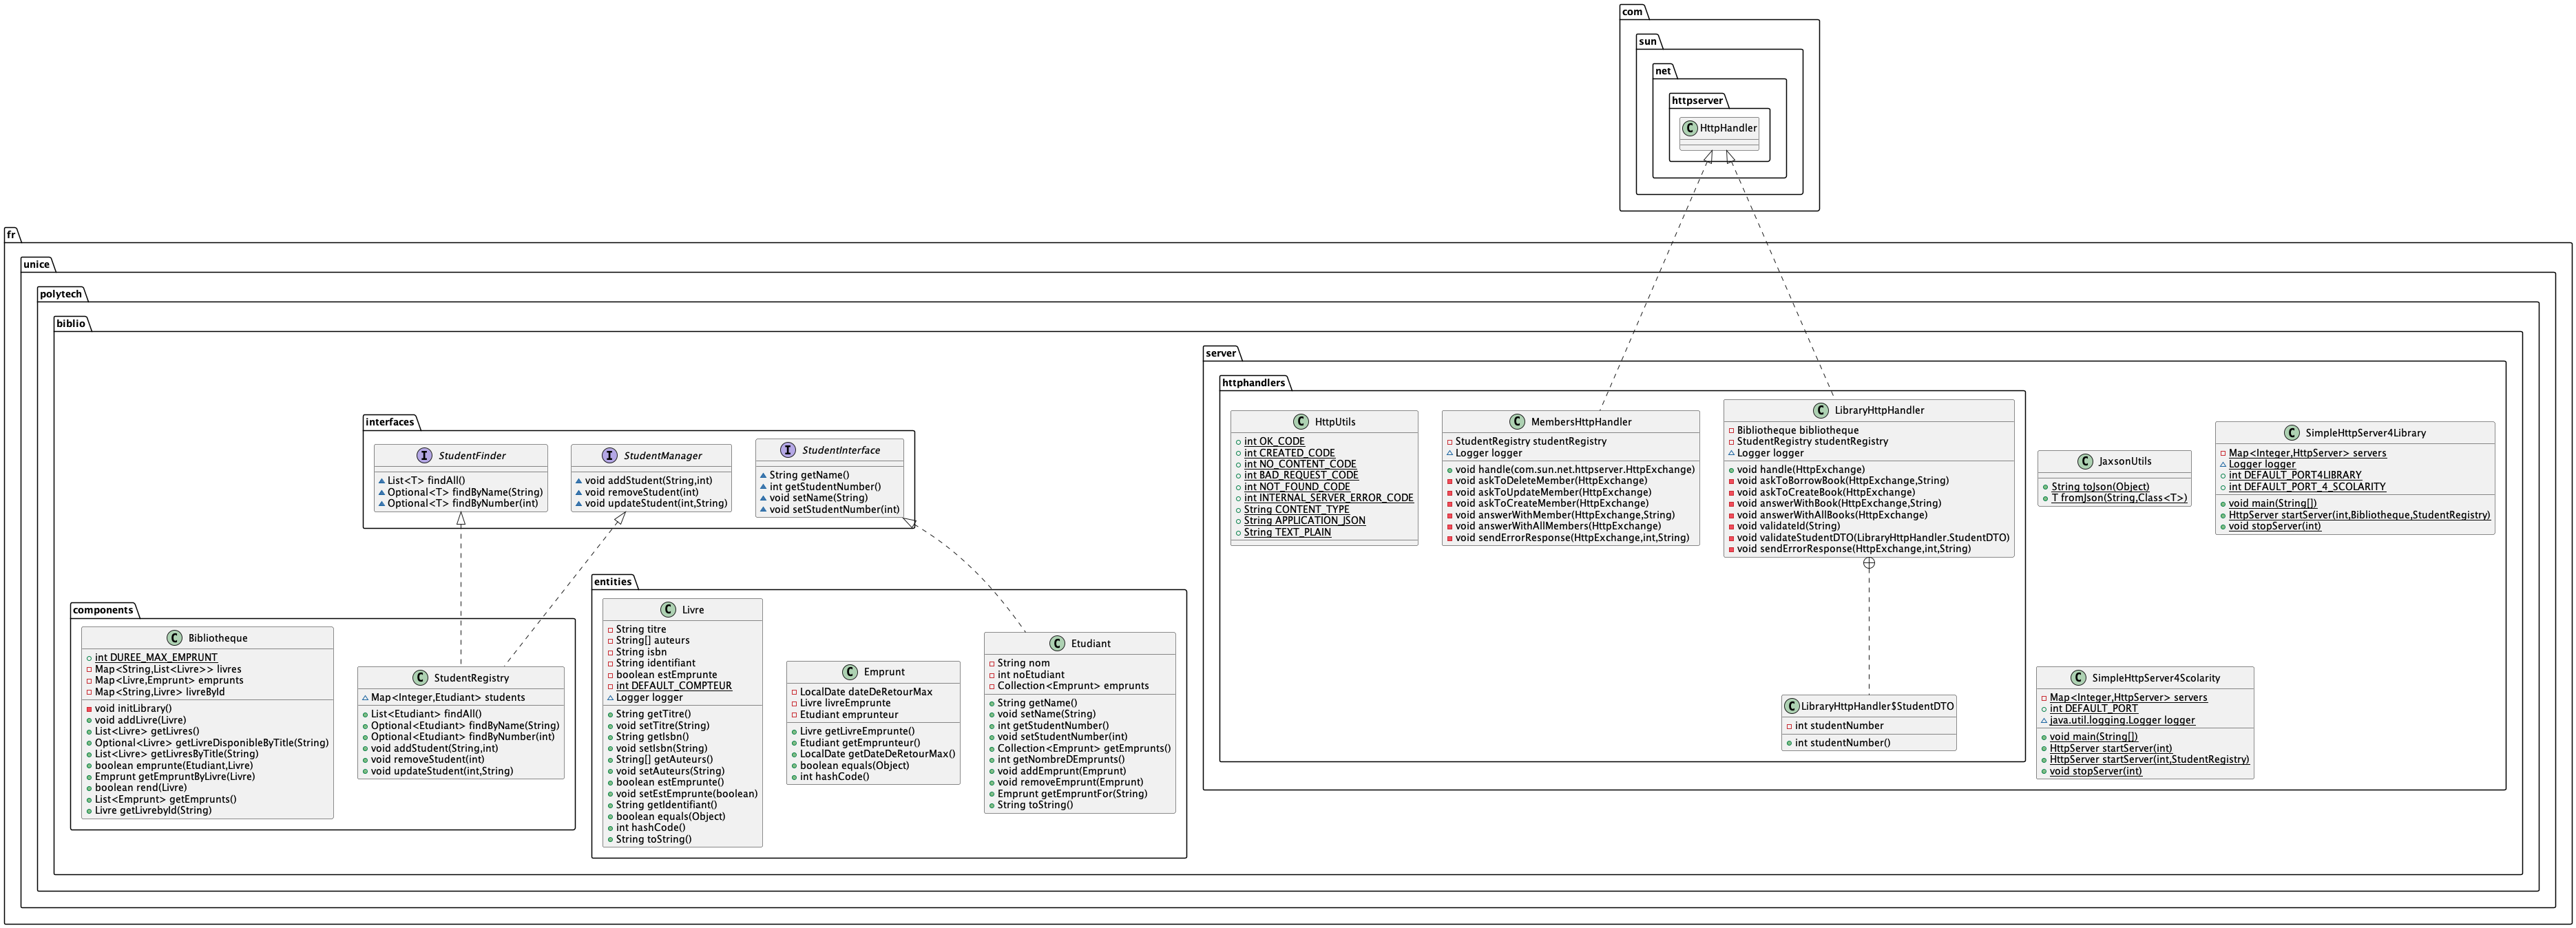 com
sun
net
httpserver
C HttpHandler
fr
unice
polytech
biblio
interfaces
I StudentFinder
List<T> findAll()
Optional<T> findByName(String)
Optional<T> findByNumber(int)
I StudentManager
void addStudent(String,int)
void removeStudent(int)
void updateStudent(int,String)
I StudentInterface
String getName()
int getStudentNumber()
void setName(String)
void setStudentNumber(int)
components
C Bibliotheque
int DUREE_MAX_EMPRUNT
Map<String,List<Livre>> livres
Map<Livre,Emprunt> emprunts
Map<String,Livre> livreById
void initLibrary()
void addLivre(Livre)
List<Livre> getLivres()
Optional<Livre> getLivreDisponibleByTitle(String)
List<Livre> getLivresByTitle(String)
boolean emprunte(Etudiant,Livre)
Emprunt getEmpruntByLivre(Livre)
boolean rend(Livre)
List<Emprunt> getEmprunts()
Livre getLivrebyId(String)
C StudentRegistry
Map<Integer,Etudiant> students
List<Etudiant> findAll()
Optional<Etudiant> findByName(String)
Optional<Etudiant> findByNumber(int)
void addStudent(String,int)
void removeStudent(int)
void updateStudent(int,String)
entities
C Livre
String titre
String[] auteurs
String isbn
String identifiant
boolean estEmprunte
int DEFAULT_COMPTEUR
Logger logger
String getTitre()
void setTitre(String)
String getIsbn()
void setIsbn(String)
String[] getAuteurs()
void setAuteurs(String)
boolean estEmprunte()
void setEstEmprunte(boolean)
String getIdentifiant()
boolean equals(Object)
int hashCode()
String toString()
C Emprunt
LocalDate dateDeRetourMax
Livre livreEmprunte
Etudiant emprunteur
Livre getLivreEmprunte()
Etudiant getEmprunteur()
LocalDate getDateDeRetourMax()
boolean equals(Object)
int hashCode()
C Etudiant
String nom
int noEtudiant
Collection<Emprunt> emprunts
String getName()
void setName(String)
int getStudentNumber()
void setStudentNumber(int)
Collection<Emprunt> getEmprunts()
int getNombreDEmprunts()
void addEmprunt(Emprunt)
void removeEmprunt(Emprunt)
Emprunt getEmpruntFor(String)
String toString()
server
httphandlers
C HttpUtils
int OK_CODE
int CREATED_CODE
int NO_CONTENT_CODE
int BAD_REQUEST_CODE
int NOT_FOUND_CODE
int INTERNAL_SERVER_ERROR_CODE
String CONTENT_TYPE
String APPLICATION_JSON
String TEXT_PLAIN
C MembersHttpHandler
StudentRegistry studentRegistry
Logger logger
void handle(com.sun.net.httpserver.HttpExchange)
void askToDeleteMember(HttpExchange)
void askToUpdateMember(HttpExchange)
void askToCreateMember(HttpExchange)
void answerWithMember(HttpExchange,String)
void answerWithAllMembers(HttpExchange)
void sendErrorResponse(HttpExchange,int,String)
C LibraryHttpHandler
Bibliotheque bibliotheque
StudentRegistry studentRegistry
Logger logger
void handle(HttpExchange)
void askToBorrowBook(HttpExchange,String)
void askToCreateBook(HttpExchange)
void answerWithBook(HttpExchange,String)
void answerWithAllBooks(HttpExchange)
void validateId(String)
void validateStudentDTO(LibraryHttpHandler.StudentDTO)
void sendErrorResponse(HttpExchange,int,String)
C LibraryHttpHandler$StudentDTO
int studentNumber
int studentNumber()
C JaxsonUtils
String toJson(Object)
T fromJson(String,Class<T>)
C SimpleHttpServer4Library
Map<Integer,HttpServer> servers
Logger logger
int DEFAULT_PORT4LIBRARY
int DEFAULT_PORT_4_SCOLARITY
void main(String[])
HttpServer startServer(int,Bibliotheque,StudentRegistry)
void stopServer(int)
C SimpleHttpServer4Scolarity
Map<Integer,HttpServer> servers
int DEFAULT_PORT
java.util.logging.Logger logger
void main(String[])
HttpServer startServer(int)
HttpServer startServer(int,StudentRegistry)
void stopServer(int)